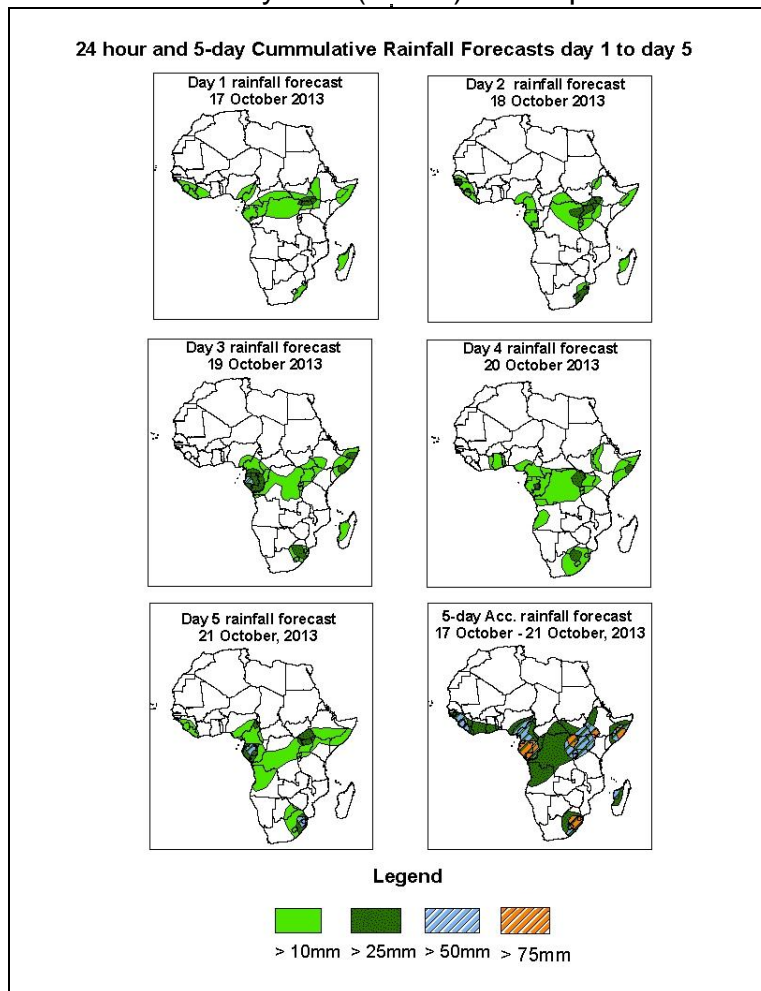 24 hour and 5-day Cummulative Rainfall Forecasts day 1 to day 5
Day 1 rainfall forecast
17 October 2013
Day 2 rainfall forecast
18 October 2013
Day 3 rainfall forecast
19 October 2013
Day 4 rainfall forecast
20 October 2013
Day 5 rainfall forecast
21 October, 2013
5-day Acc. rainfall forecast
17 October - 21 October, 2013
Legend
> 10mm > 25mm > 50mm > 75mm